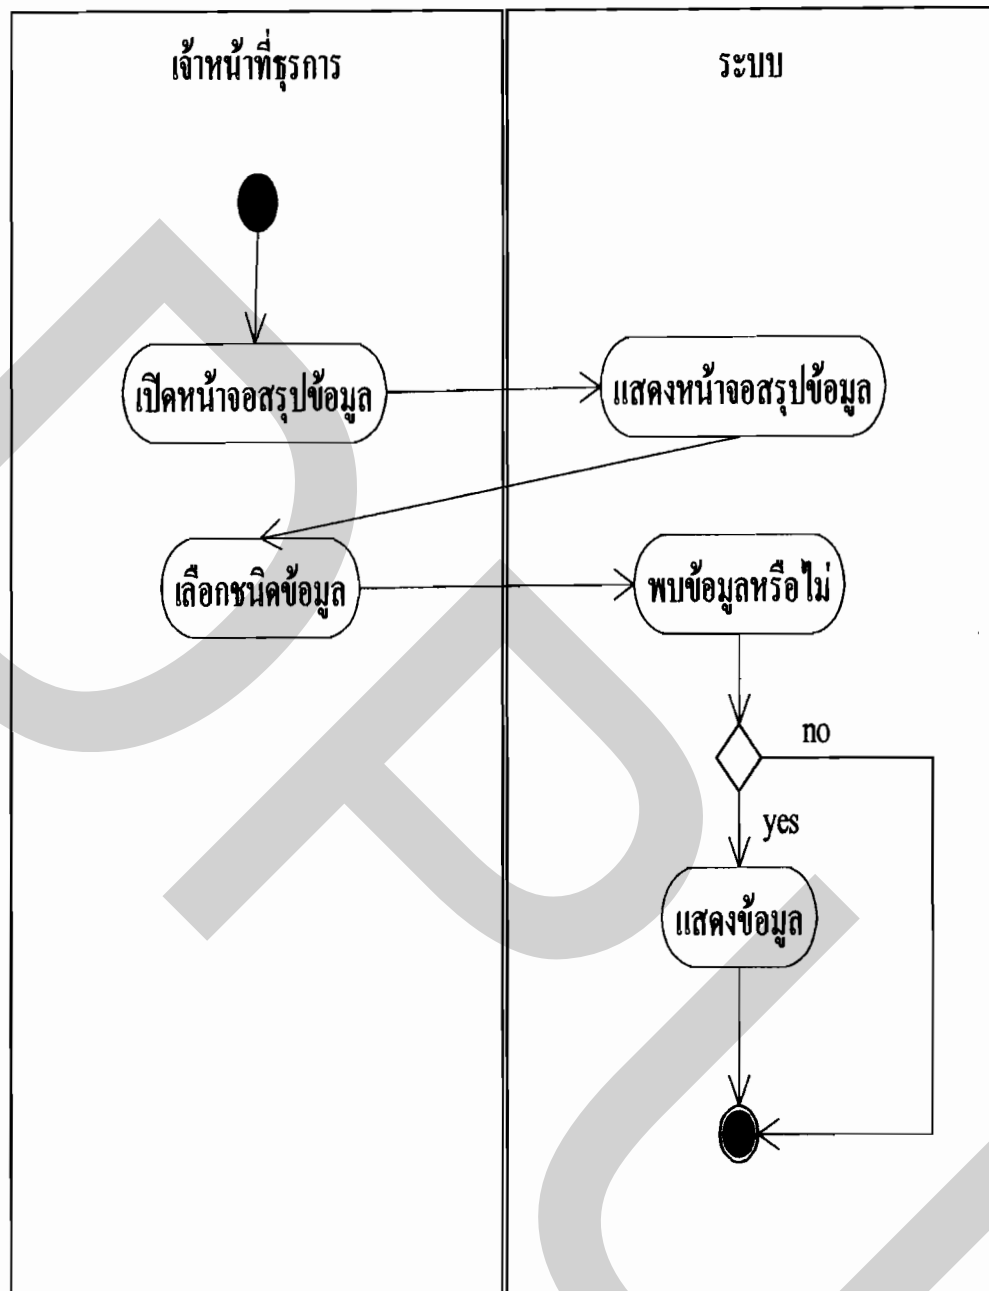 เจ้าหน้าที่ธุรการ
ระบบ
เปิดหน้าจอสรุปข้อมูล
แสดงหน้าจอสรุปข้อมูล
เลือกชนิดข้อมูล
พบข้อมูลหรือไม่
no
yes
แสดงข้อมูล